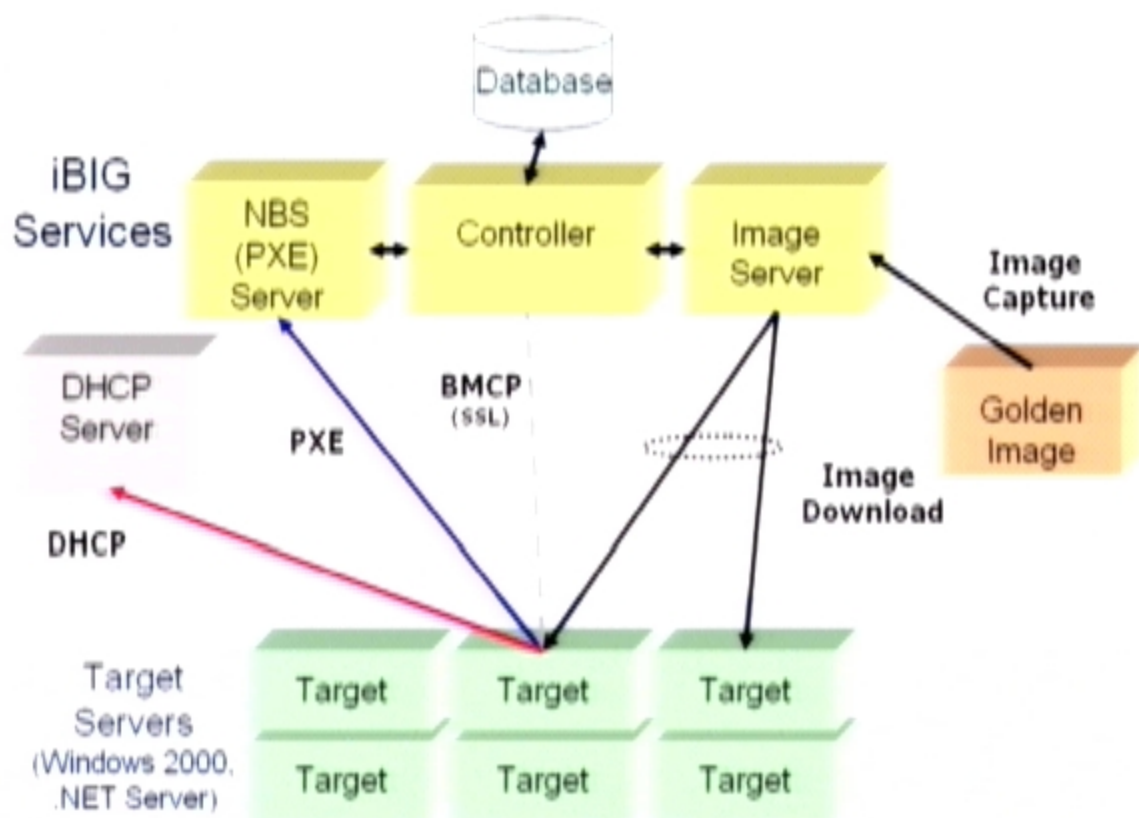 Database
iBIG
Services
NBS
(PXE)
Server
Controller
Image
Server
Image
Capture
DHCP
Server
BMCP
(SSL)
PXE
Golden
Image
Image
Download
DHCP
Target
Servers
(Windows 2000,
.NET Server)
Target
Target
Target
Target
Target
Target